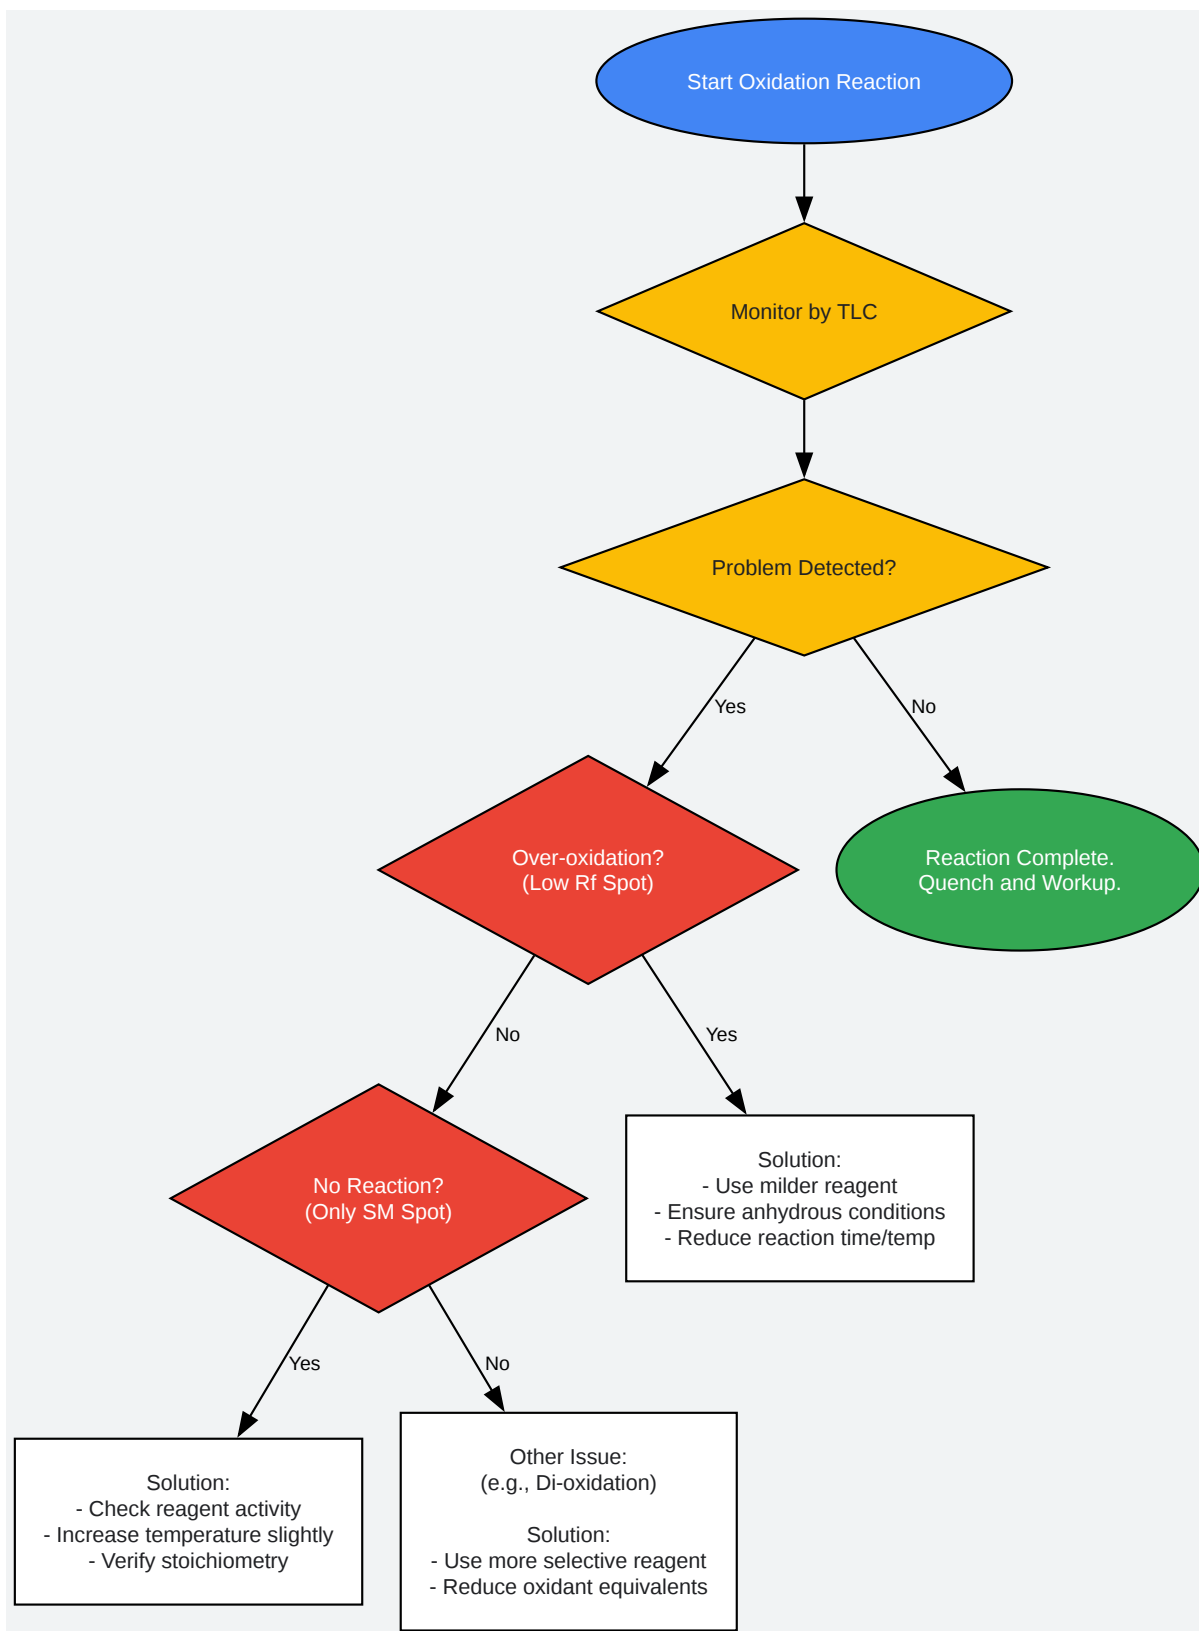 Start Oxidation Reaction
Monitor by TLC
Problem Detected?
Yes
No
Over-oxidation?
(Low Rf Spot)
Reaction Complete.
Quench and Workup.
No
Yes
No Reaction?
(Only SM Spot)
Solution:
- Use milder reagent
- Ensure anhydrous conditions
- Reduce reaction time/temp
Yes
No
Solution:
- Check reagent activity
- Increase temperature slightly
- Verify stoichiometry
Other Issue:
(e.g., Di-oxidation)
Solution:
- Use more selective reagent
- Reduce oxidant equivalents